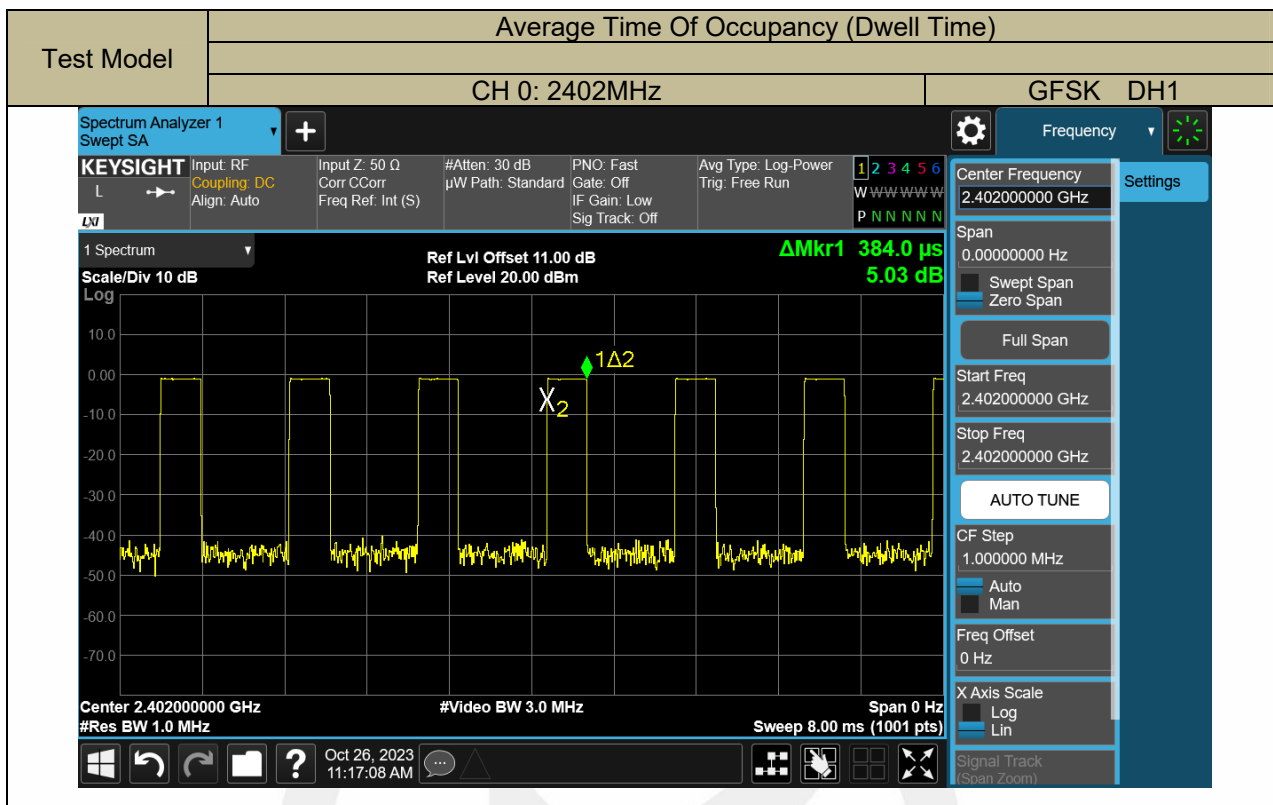 Test Model
Average Time Of Occupancy (Dwell Time)
CH 0: 2402MHz
GFSK DH1
Spectrum Analyzer 1
Swept SA
Frequency
KEYSIGHT
L
LXI
Input: RF
Coupling: DC
Align: Auto
Input Z: 50 Ω
Corr CCorr
Freq Ref: Int (S)
#Atten: 30 dB
µW Path: Standard
PNO: Fast
Gate: Off
IF Gain: Low
Sig Track: Off
Avg Type: Log-Power
Trig: Free Run
1 2 3 4 5 6
W W W W W W
P N N N N N
1 Spectrum
Scale/Div 10 dB
Log
Ref Lvl Offset 11.00 dB
Ref Level 20.00 dBm
ΔMkr1 384.0 µs
5.03 dB
10.0
0.00
-10.0
-20.0
-30.0
-40.0
-50.0
-60.0
-70.0
1Δ2
X2
Center 2.402000000 GHz
#Res BW 1.0 MHz
#Video BW 3.0 MHz
Span 0 Hz
Sweep 8.00 ms (1001 pts)
Center Frequency
2.402000000 GHz
Settings
Span
0.00000000 Hz
Swept Span
Zero Span
Full Span
Start Freq
2.402000000 GHz
Stop Freq
2.402000000 GHz
AUTO TUNE
CF Step
1.000000 MHz
Auto
Man
Freq Offset
0 Hz
X Axis Scale
Log
Lin
Signal Track
(Span Zoom)
?
Oct 26, 2023
11:17:08 AM